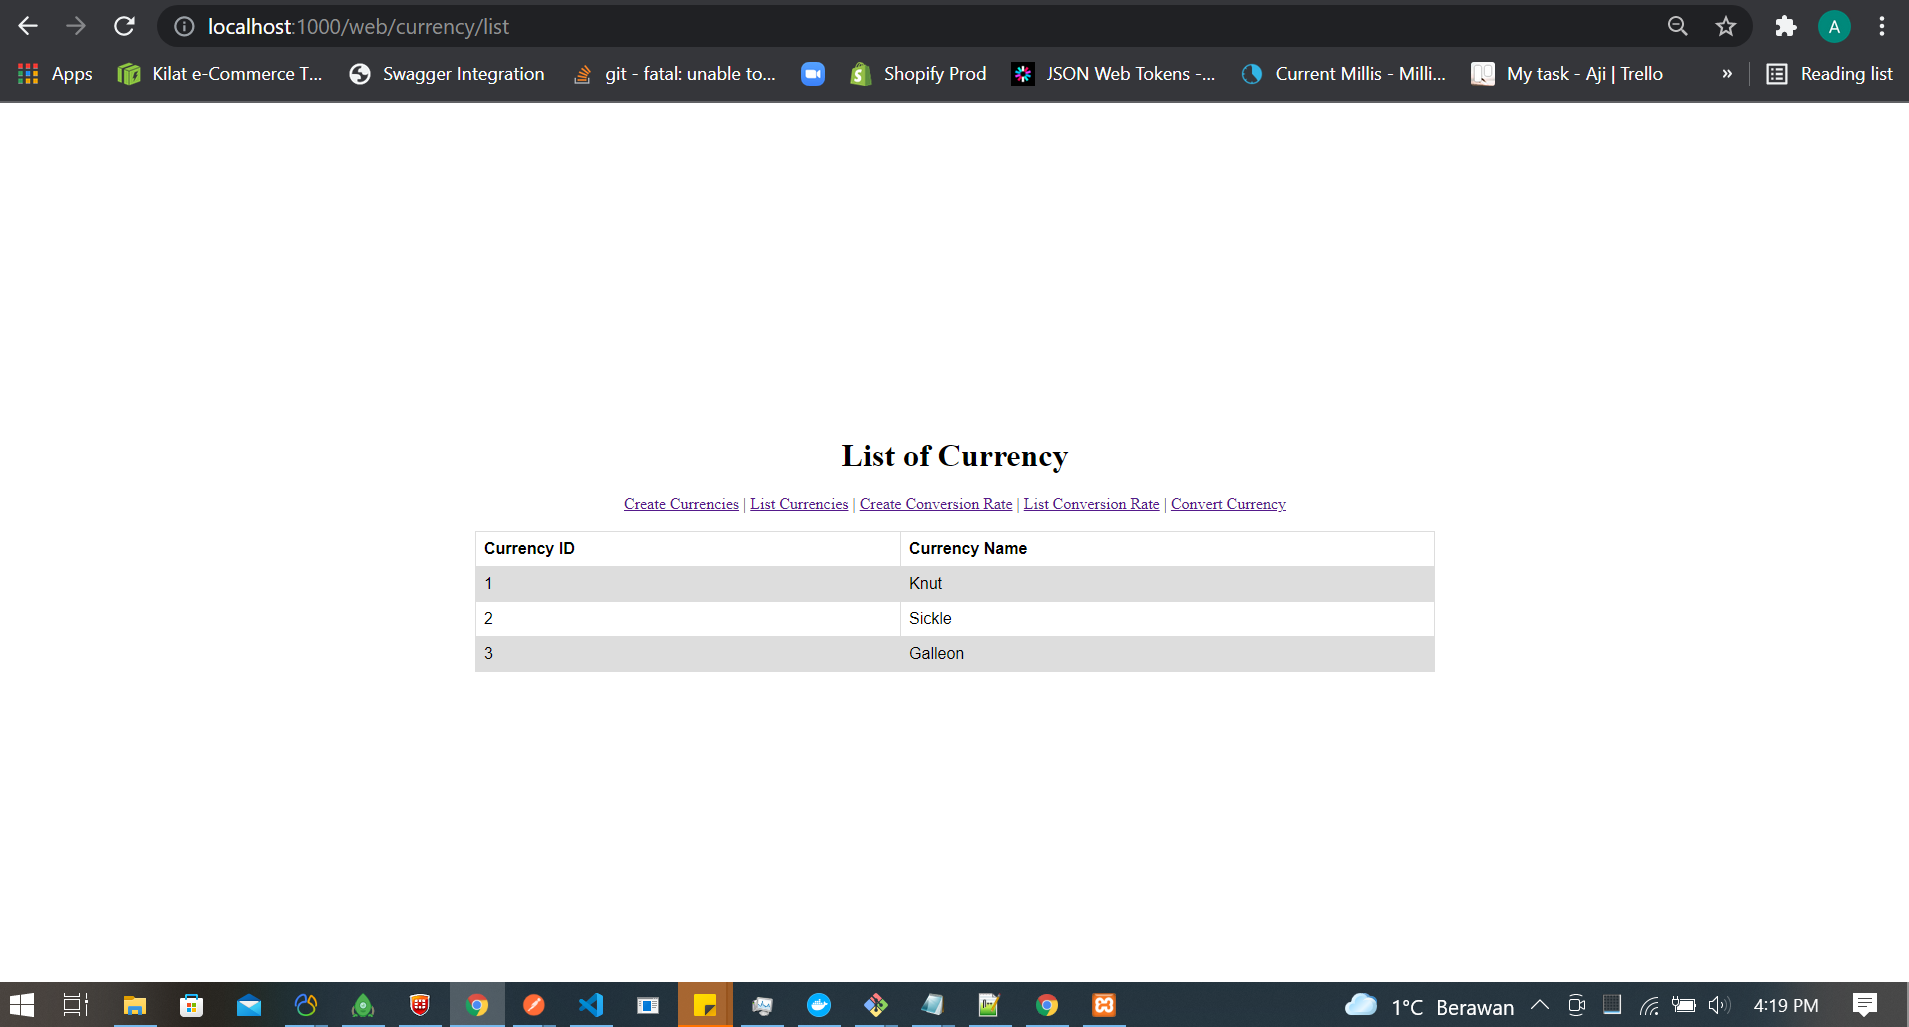 localhost:1000/web/currency/list
A
Apps Kilat e-Commerce T... Swagger Integration git - fatal: unable to... Shopify Prod JSON Web Tokens -... Current Millis - Milli... My task - Aji | Trello » Reading list
List of Currency
Create Currencies | List Currencies | Create Conversion Rate | List Conversion Rate | Convert Currency
Currency ID Currency Name
1 Knut
2 Sickle
3 Galleon
1°C Berawan 4:19 PM